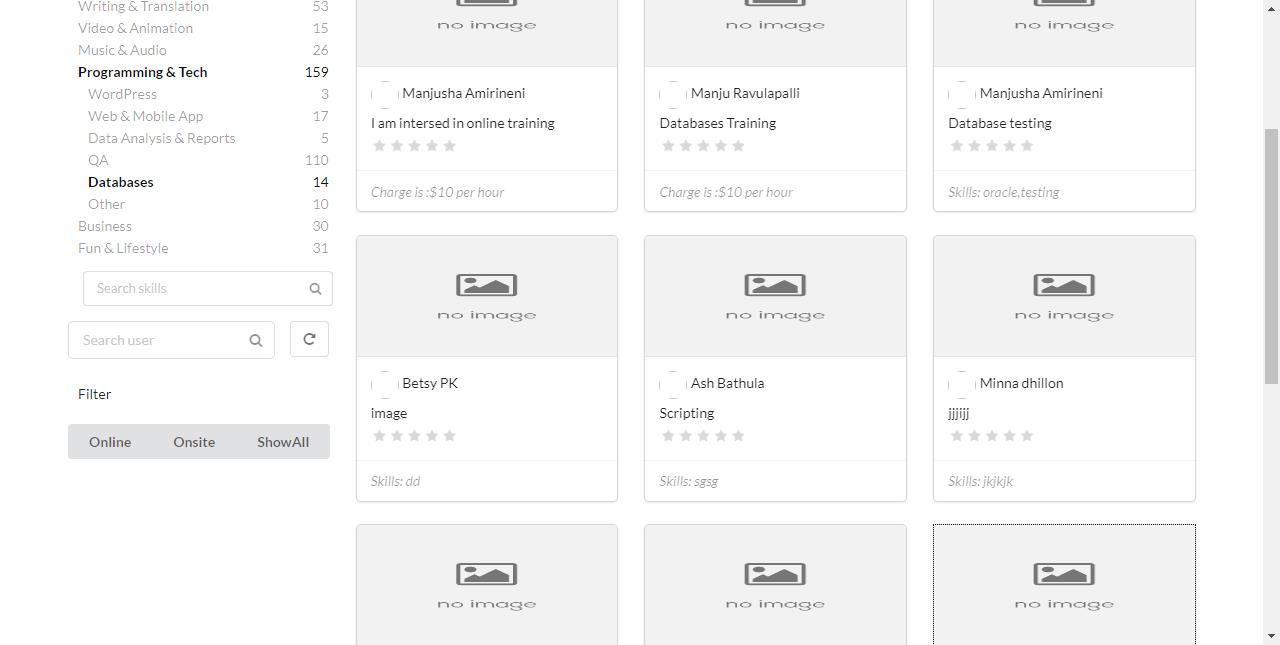 Writing & Translation 53
Video & Animation 15
Music & Audio 26
Programming & Tech 159
WordPress 3
Web & Mobile App 17
Data Analysis & Reports 5
QA 110
Databases 14
Other 10
Business 30
Fun & Lifestyle 31
Search skills
Search user
Filter
Online Onsite ShowAll
no image
Manjusha Amirineni
I am intersed in online training
Charge is :$10 per hour
no image
Manju Ravulapalli
Databases Training
Charge is :$10 per hour
no image
Manjusha Amirineni
Database testing
Skills: oracle,testing
no image
Betsy PK
image
Skills: dd
no image
Ash Bathula
Scripting
Skills: sgsg
no image
Minna dhillon
jjjijj
Skills: jkjkjk
no image
no image
no image